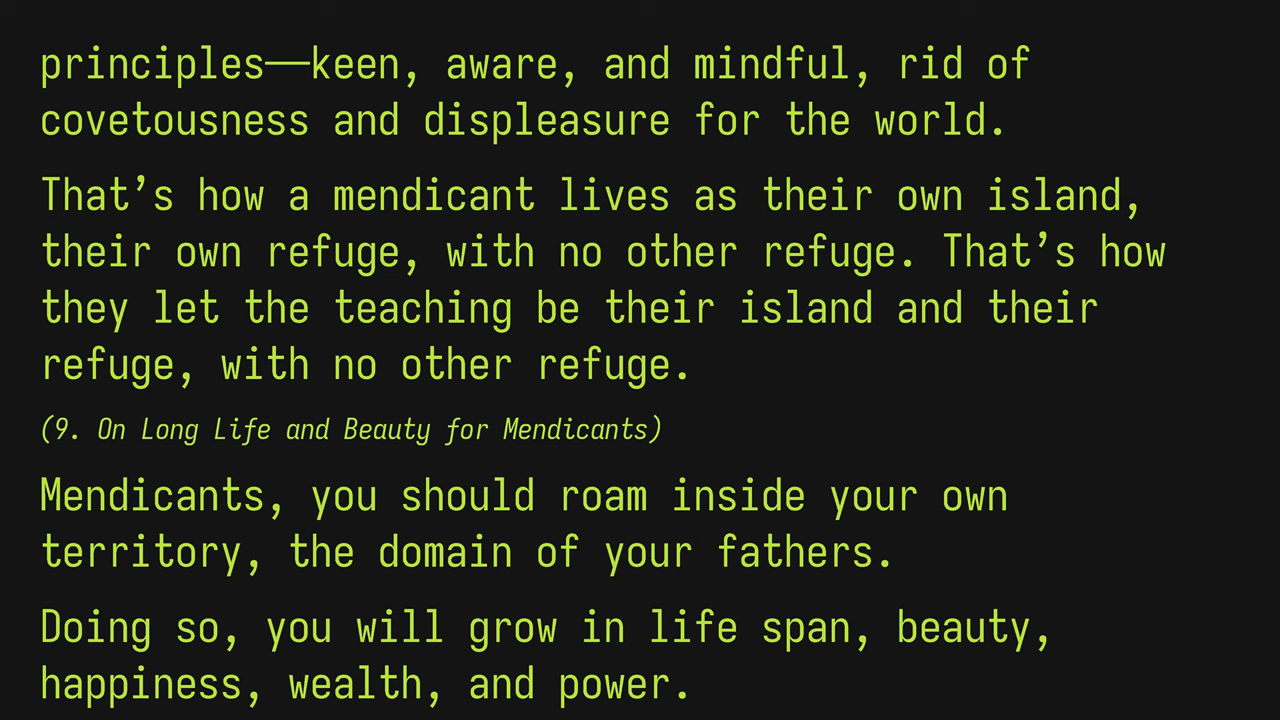 principles—keen, aware, and mindful, rid of
covetousness and displeasure for the world.
That’s how a mendicant lives as their own island,
their own refuge, with no other refuge. That’s how
they let the teaching be their island and their
refuge, with no other refuge.
(9. On Long Life and Beauty for Mendicants)
Mendicants, you should roam inside your own
territory, the domain of your fathers.
Doing so, you will grow in life span, beauty,
happiness, wealth, and power.